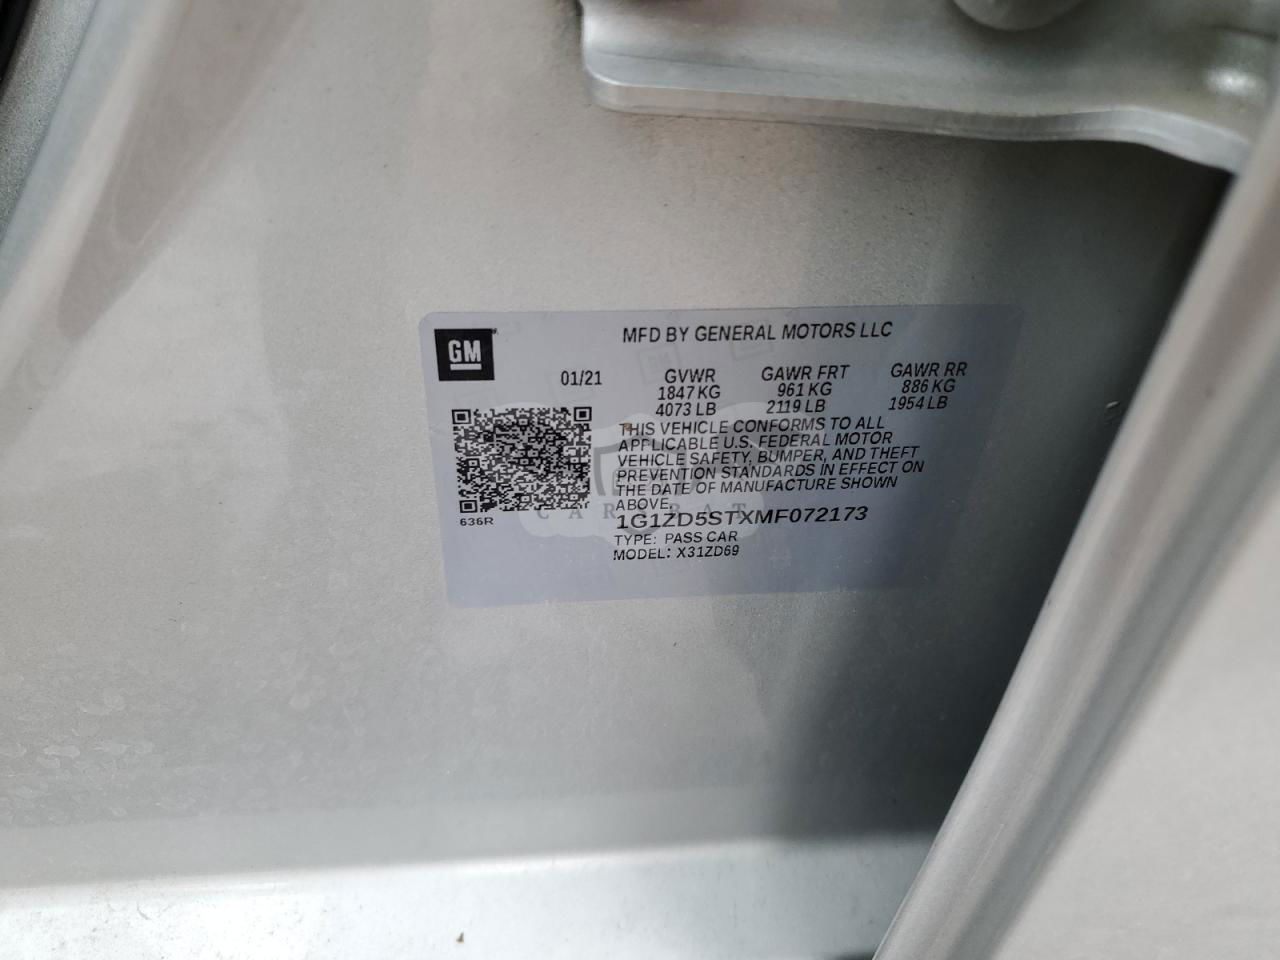 GM
MFD BY GENERAL MOTORS LLC
01/21
GVWR GAWR FRT GAWR RR
1847 KG 961 KG 886 KG
4073 LB 2119 LB 1954 LB
THIS VEHICLE CONFORMS TO ALL
APPLICABLE U.S. FEDERAL MOTOR
VEHICLE SAFETY, BUMPER, AND THEFT
PREVENTION STANDARDS IN EFFECT ON
THE DATE OF MANUFACTURE SHOWN
ABOVE.
636R
1G1ZD5STXMF072173
TYPE: PASS CAR
MODEL: X31ZD69